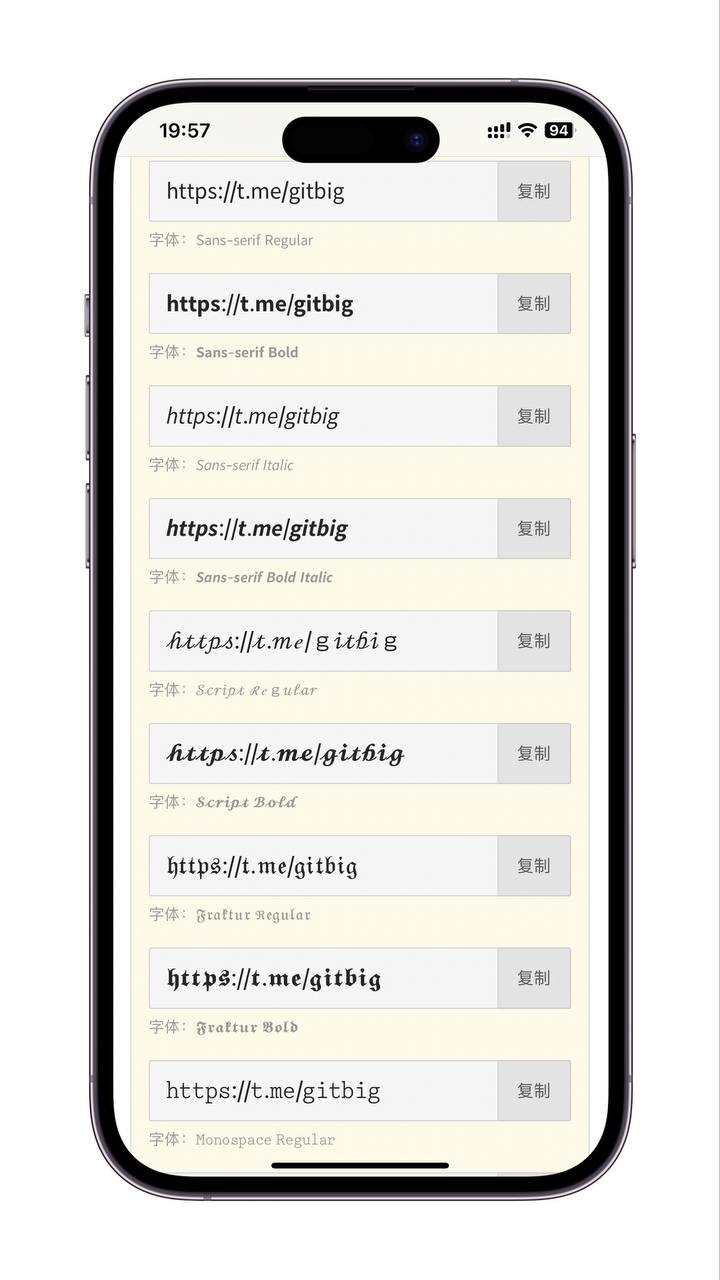 19:57
94
https://t.me/gitbig
复制
字体： Sans-serif Regular
https://t.me/gitbig
复制
字体： Sans-serif Bold
https://t.me/gitbig
复制
字体： Sans-serif Italic
https://t.me/gitbig
复制
字体： Sans-serif Bold Italic
𝒽𝓉𝓉𝓅𝓈://𝓉.𝓂ℯ/ℊ𝒾𝓉𝒷𝒾ℊ
复制
字体： 𝒮𝒸𝓇𝒾𝓅𝓉 ℛℯℊ𝓊𝓁𝒶𝓇
𝓱𝓽𝓽𝓹𝓼://𝓽.𝓶𝓮/𝓰𝓲𝓽𝓫𝓲𝓰
复制
字体： 𝓢𝓬𝓻𝓲𝓹𝓽 𝓑𝓸𝓵𝓭
𝔥𝔱𝔱𝔭𝔰://𝔱.𝔪𝔢/𝔤𝔦𝔱𝔟𝔦𝔤
复制
字体： 𝔉𝔯𝔞𝔨𝔱𝔲𝔯 ℜ𝔢𝔤𝔲𝔩𝔞𝔯
𝖍𝖙𝖙𝖕𝖘://𝖙.𝖒𝖊/𝖌𝖎𝖙𝖇𝖎𝖌
复制
字体： 𝕱𝖗𝖆𝖐𝖙𝖚𝖗 𝕭𝖔𝖑𝖉
𝚑𝚝𝚝𝚙𝚜://𝚝.𝚖𝚎/𝚐𝚒𝚝𝚋𝚒𝚐
复制
字体： 𝙼𝚘𝚗𝚘𝚜𝚙𝚊𝚌𝚎 𝚁𝚎𝚐𝚞𝚕𝚊𝚛